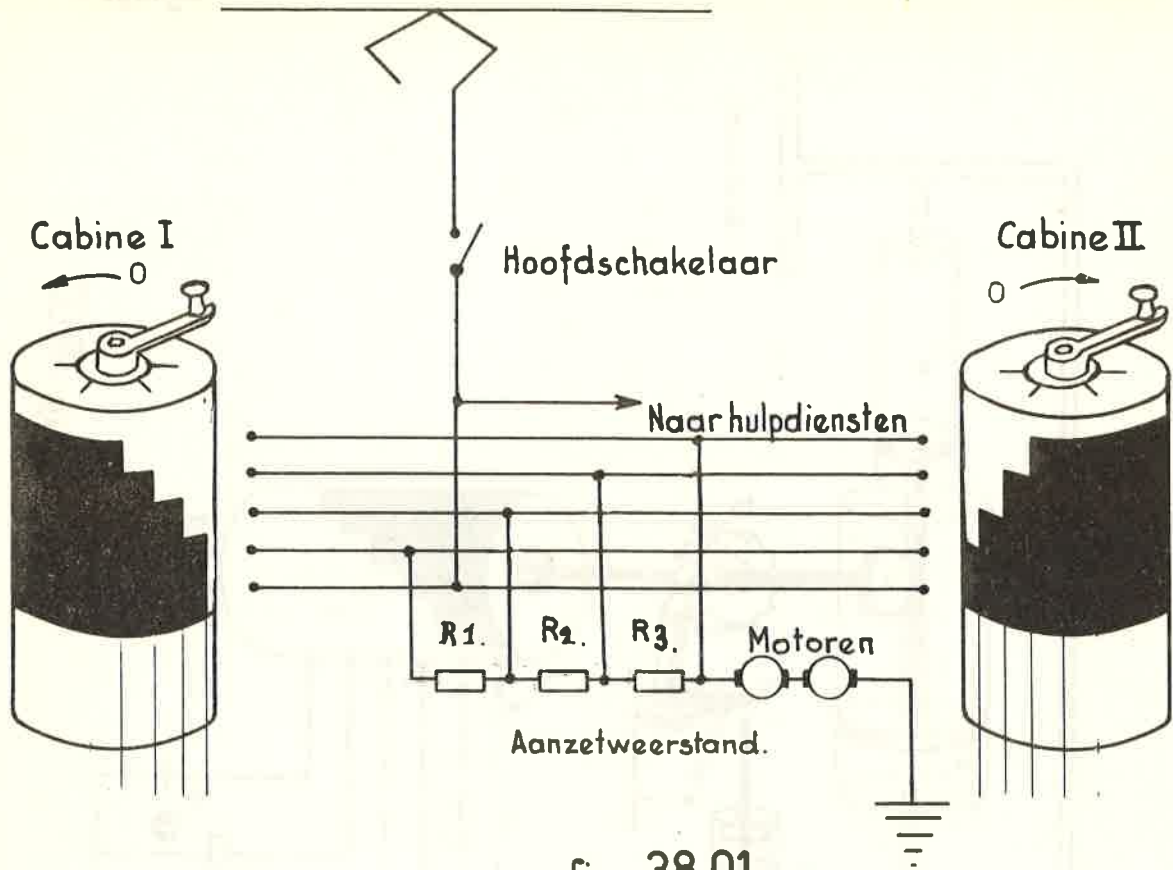 Cabine I
0
Hoofdschakelaar
Cabine II
0
Naar hulpdiensten
R1.
R2.
R3.
Motoren
Aanzetweerstand.
38.01